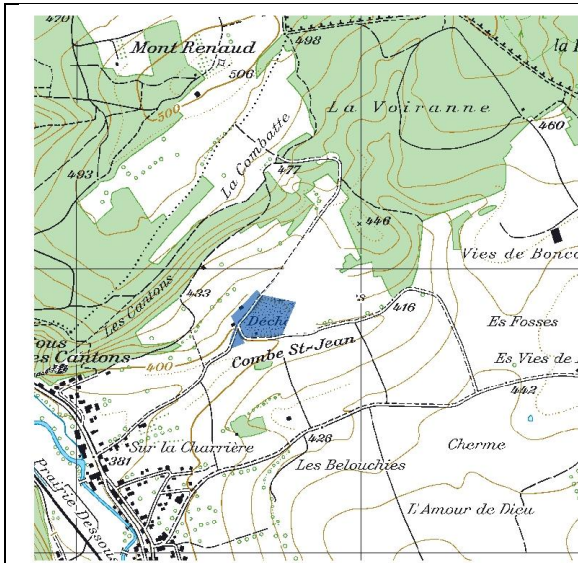 470
498
Mont Renaud
506
la
La Voiranne
500
460
La Combatte
477
493
446
Vies de Bonco
Les Cantons
433
416
Déch
Es Fosses
ous
es Cantons
Combe St-Jean
Es Vies de
400
442
426
Sur la Charrière
Cherme
381
Les Belouchies
Prairie-Dessous
L'Amour de Dieu